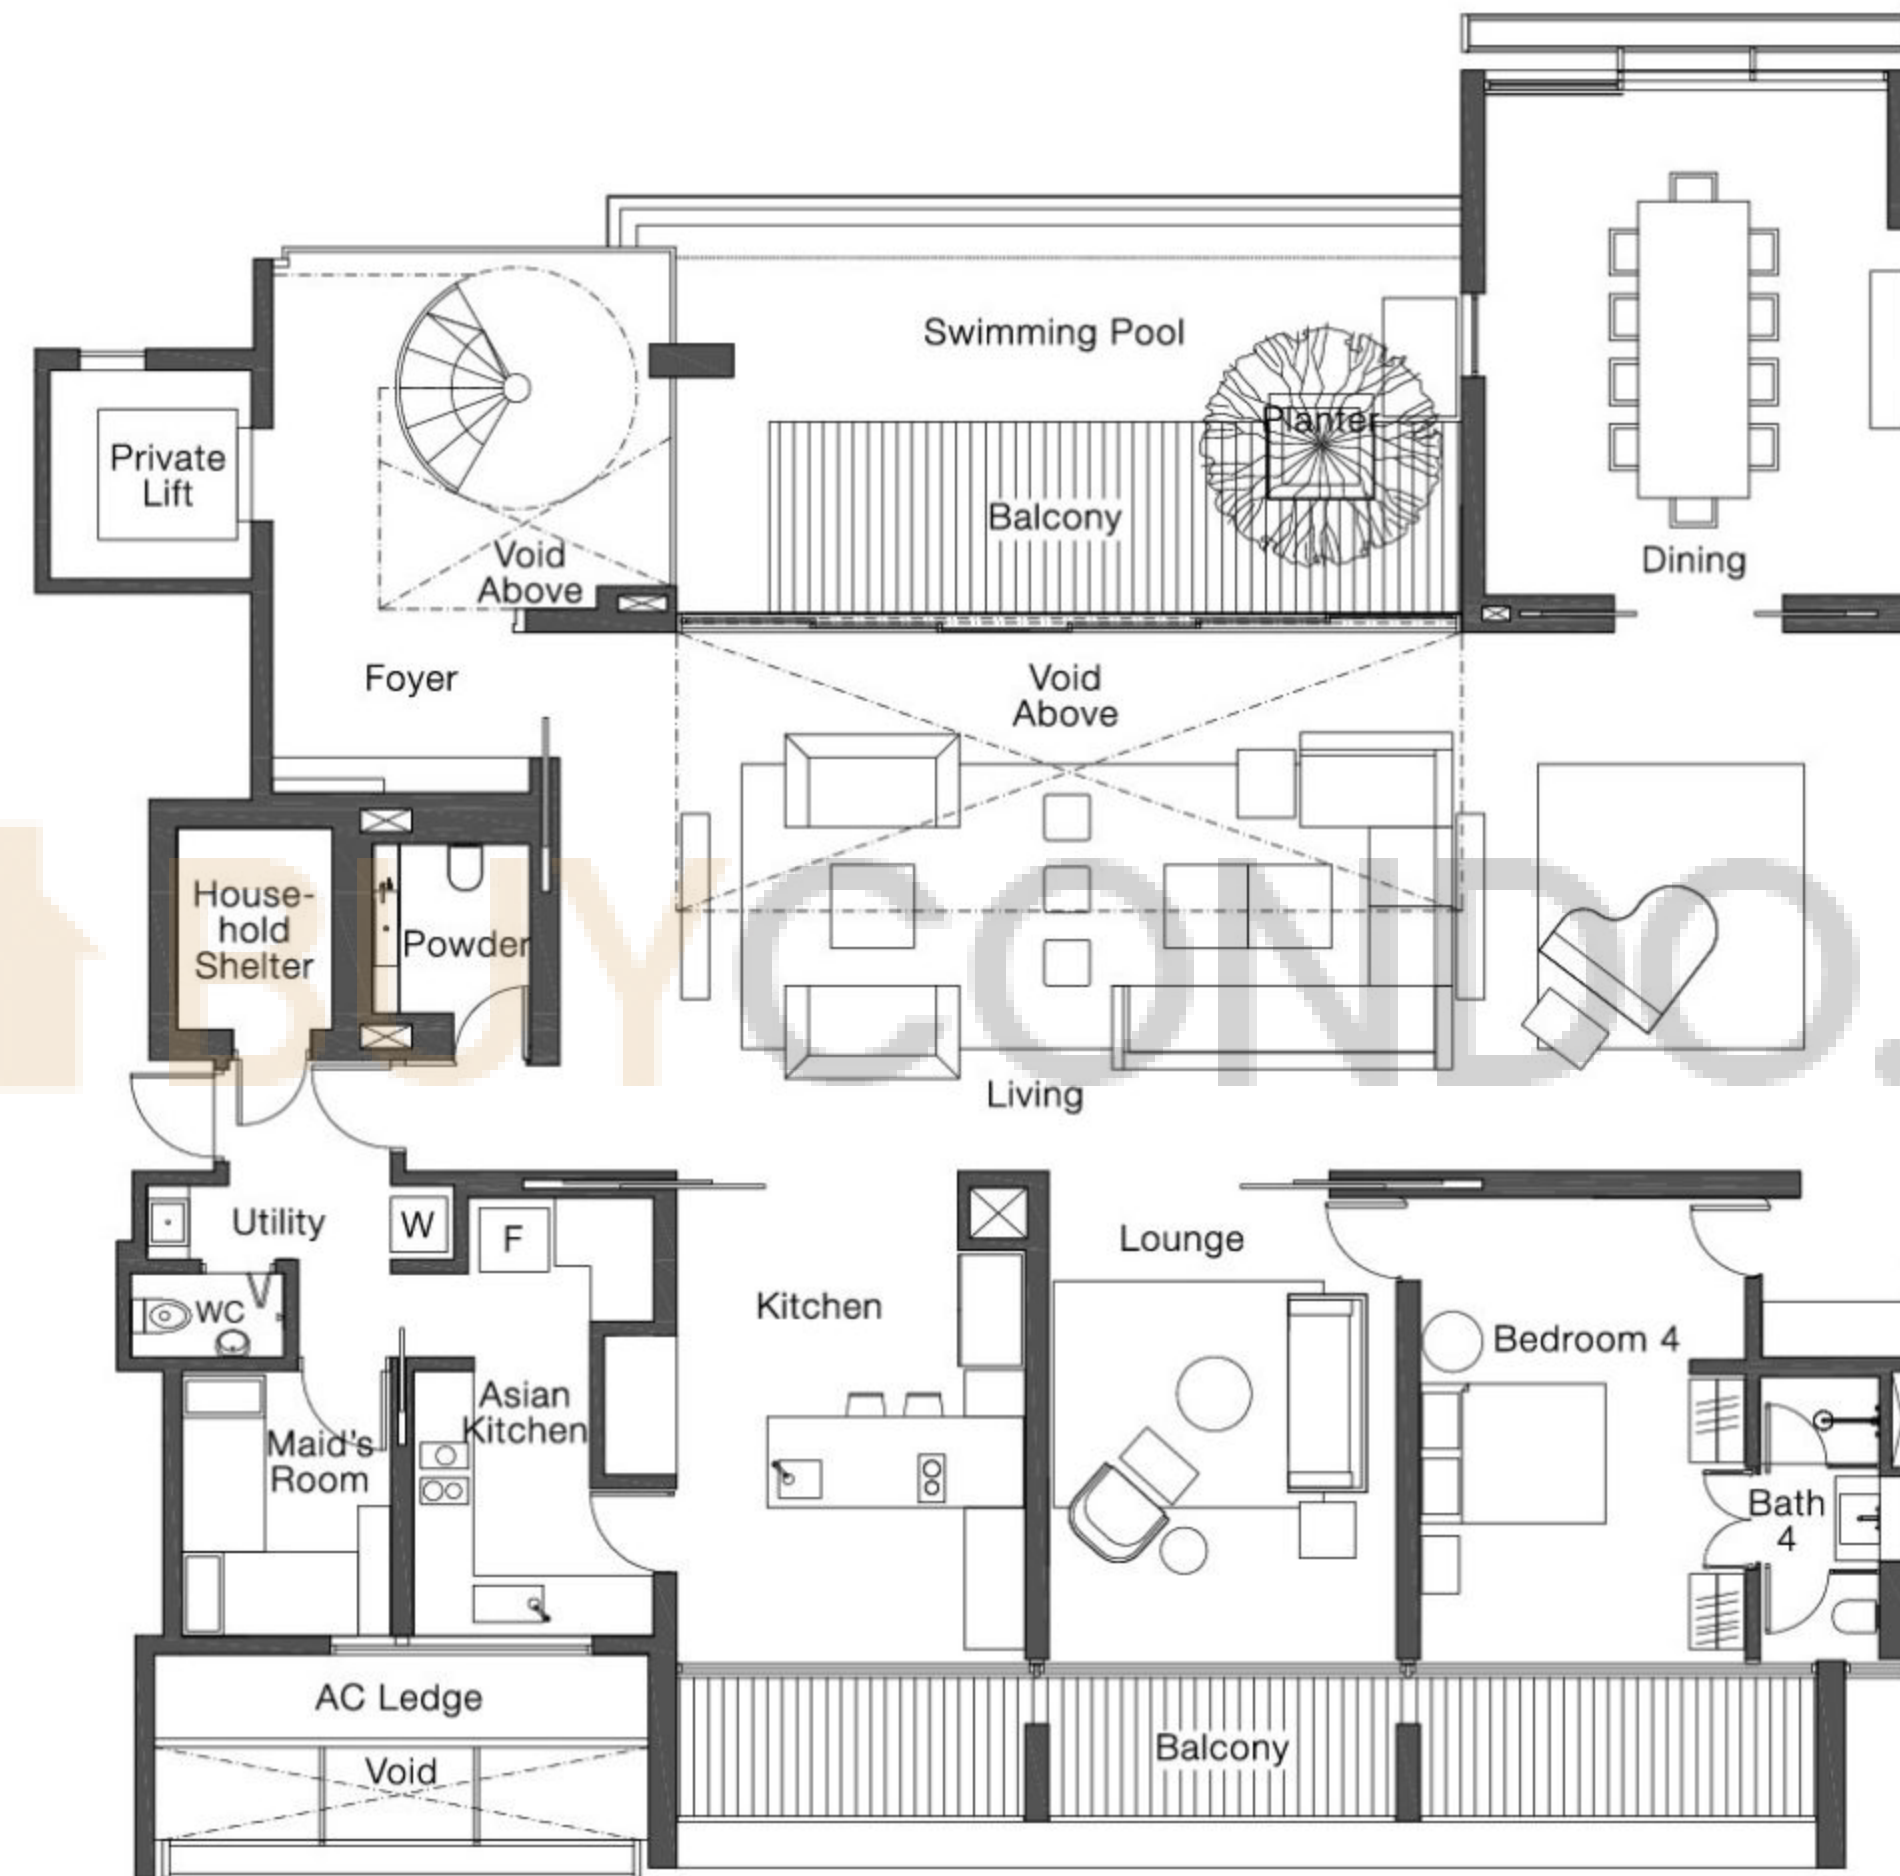 Swimming Pool
Planter
Private
Lift
Balcony
Void
Above
Dining
Foyer
Void
Above
House-
hold
Shelter
Powder
BUYCONDO.
Living
Utility
W
F
Lounge
WC
Kitchen
Bedroom 4
Asian
Kitchen
Maid's
Room
Bath
4
AC Ledge
Balcony
Void